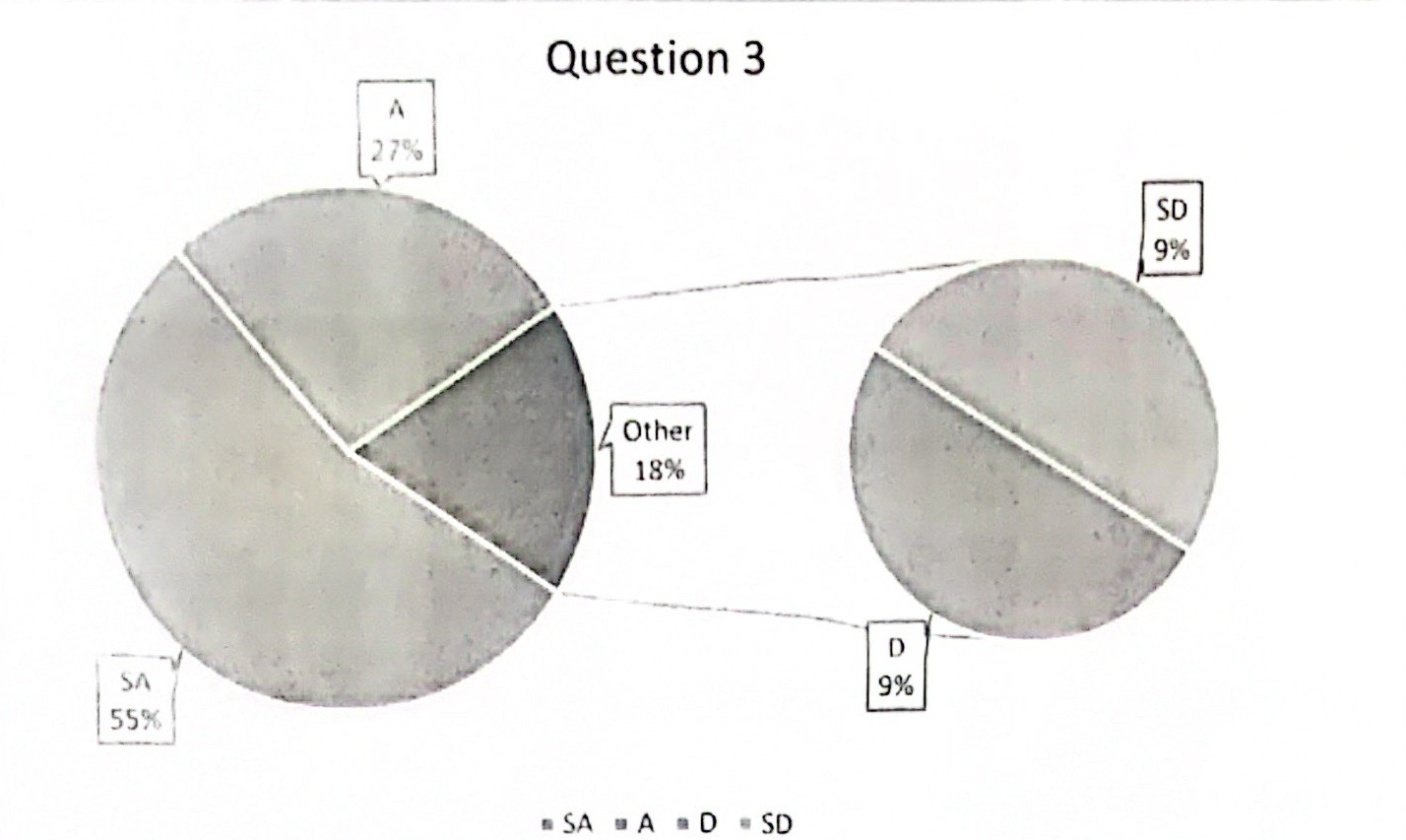 Question 3
A
27%
SD
9%
Other
18%
D
9%
SA
55%
SA A D SD